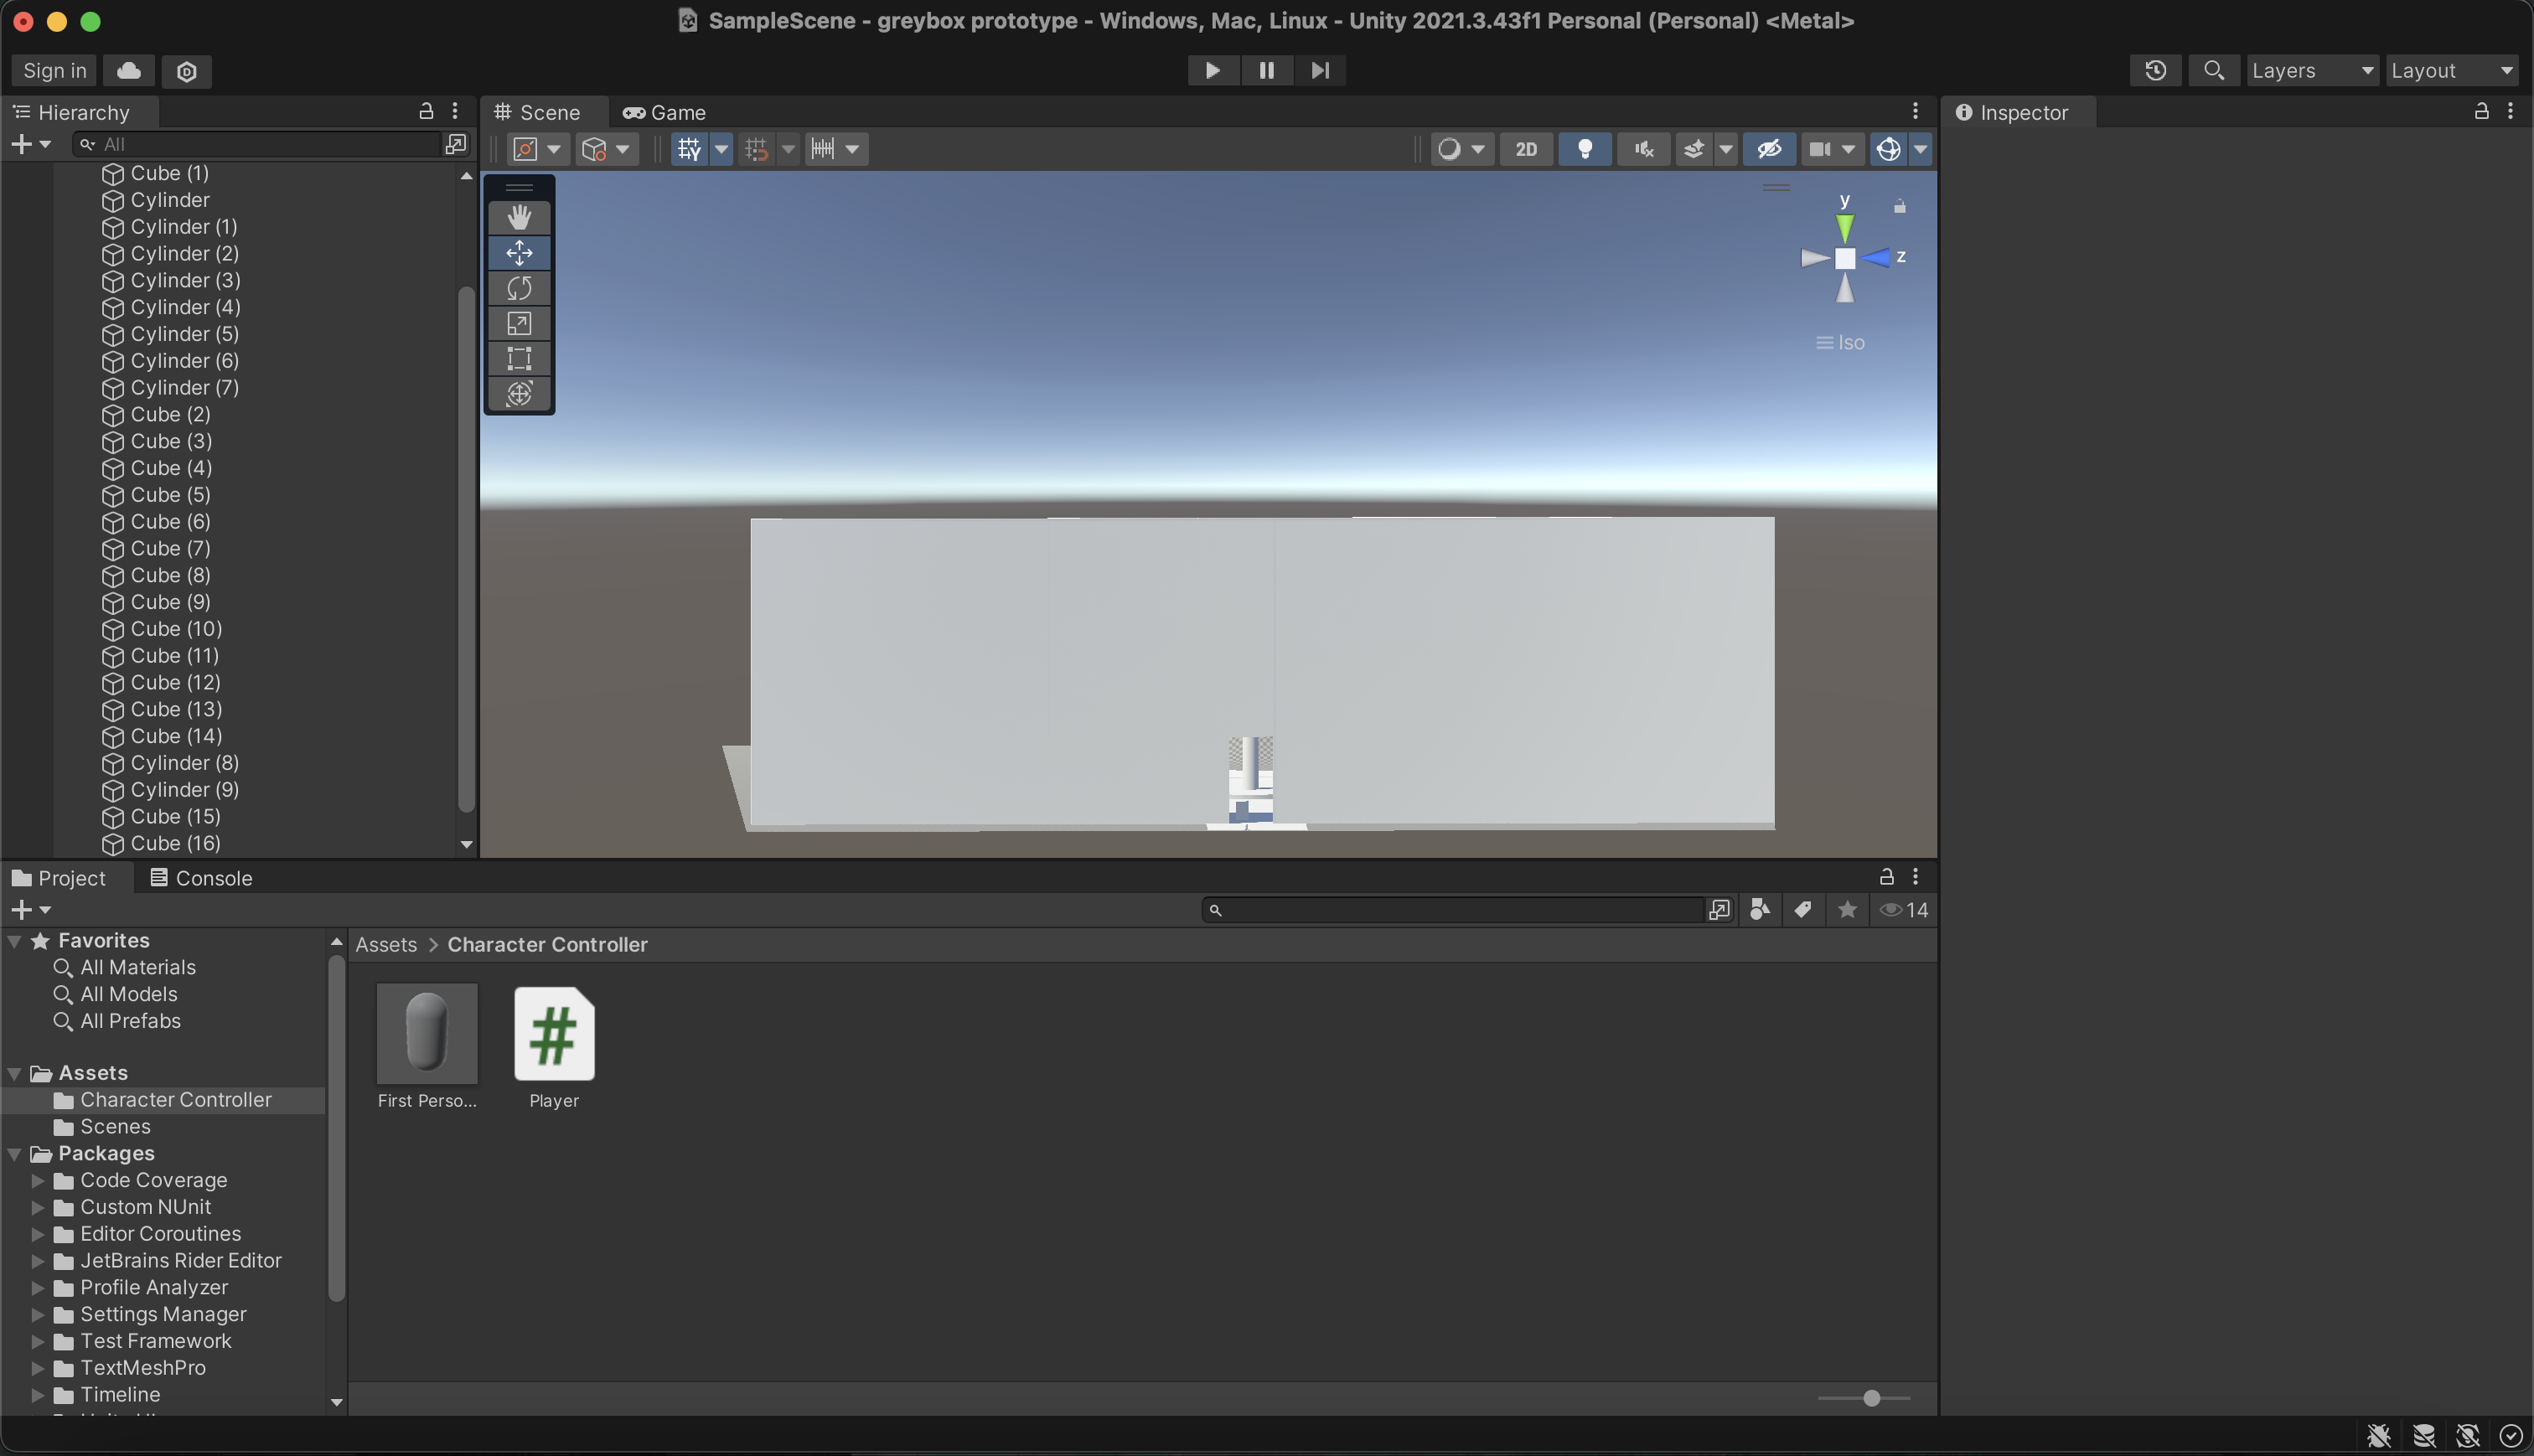 SampleScene - greybox prototype - Windows, Mac, Linux - Unity 2021.3.43f1 Personal (Personal) <Metal>
Sign in
Layers
Layout
Hierarchy
All
Cube (1)
Cylinder
Cylinder (1)
Cylinder (2)
Cylinder (3)
Cylinder (4)
Cylinder (5)
Cylinder (6)
Cylinder (7)
Cube (2)
Cube (3)
Cube (4)
Cube (5)
Cube (6)
Cube (7)
Cube (8)
Cube (9)
Cube (10)
Cube (11)
Cube (12)
Cube (13)
Cube (14)
Cylinder (8)
Cylinder (9)
Cube (15)
Cube (16)
Scene
Game
2D
y
z
Iso
Inspector
Project
Console
14
Favorites
All Materials
All Models
All Prefabs
Assets
Character Controller
Scenes
Packages
Code Coverage
Custom NUnit
Editor Coroutines
JetBrains Rider Editor
Profile Analyzer
Settings Manager
Test Framework
TextMeshPro
Timeline
Assets > Character Controller
First Perso...
Player